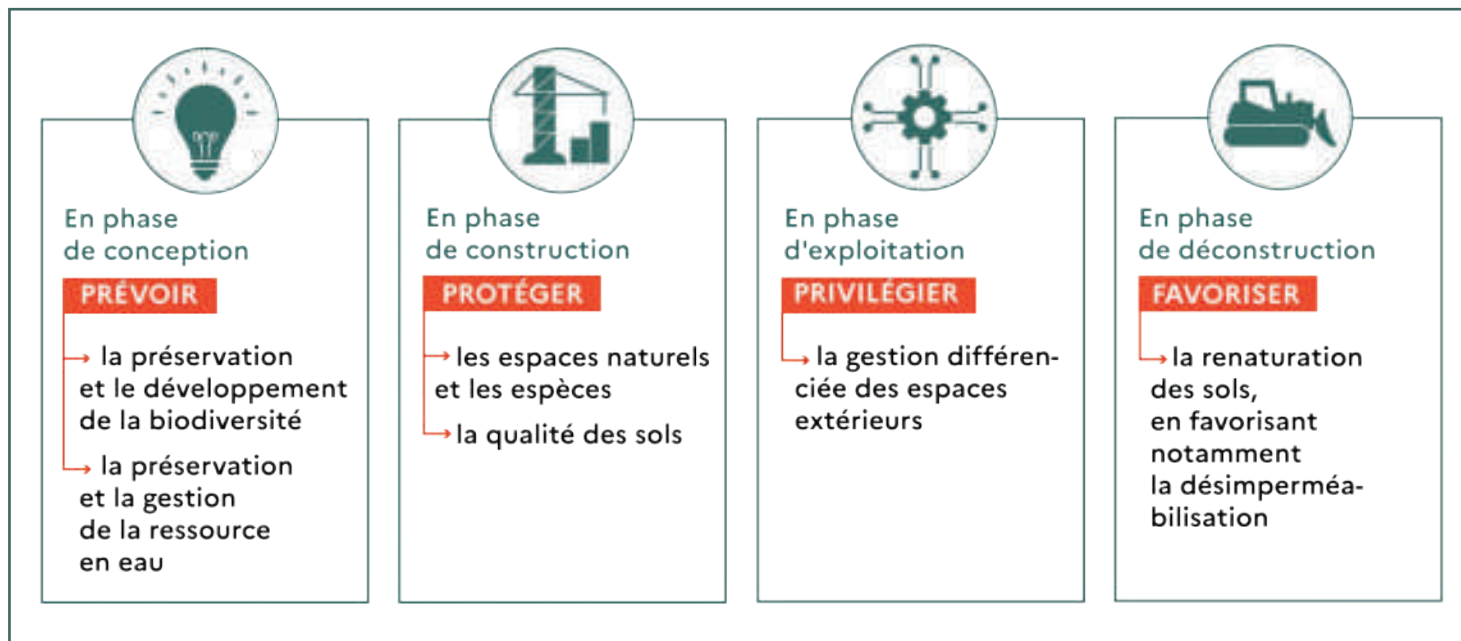 En phase
de conception
PRÉVOIR
la préservation
et le développement
de la biodiversité
la préservation
et la gestion
de la ressource
en eau
En phase
de construction
PROTÉGER
les espaces naturels
et les espèces
la qualité des sols
En phase
d'exploitation
PRIVILÉGIER
la gestion différen-
ciée des espaces
extérieurs
En phase
de déconstruction
FAVORISER
la renaturation
des sols,
en favorisant
notamment
la désimperméa-
bilisation